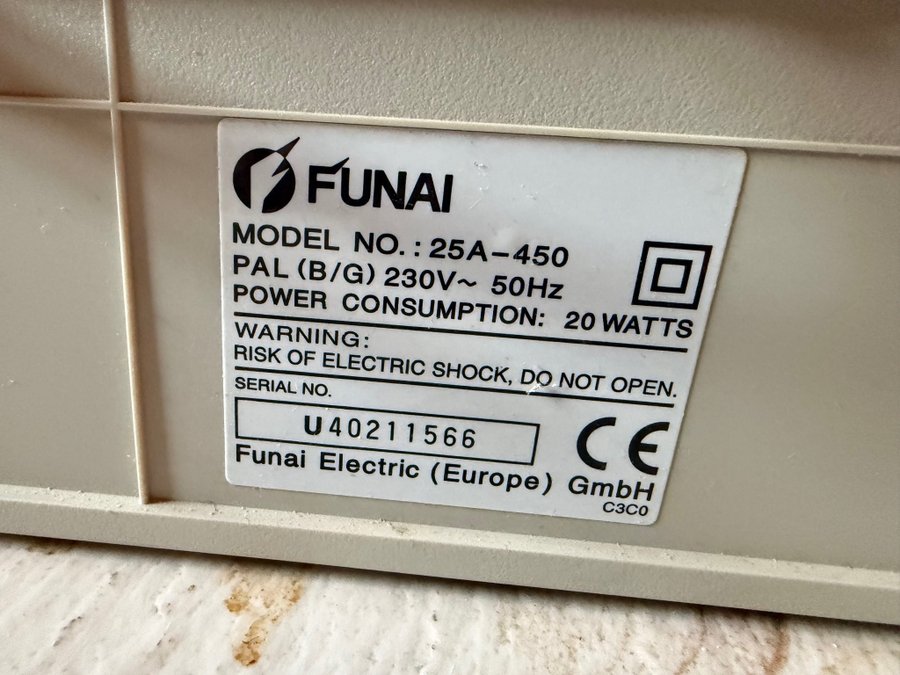 FUNAI
MODEL NO.: 25A-450
PAL (B/G) 230V~ 50Hz
POWER CONSUMPTION: 20 WATTS
WARNING:
RISK OF ELECTRIC SHOCK, DO NOT OPEN.
SERIAL NO.
U40211566
CE
Funai Electric (Europe) GmbH
C3C0